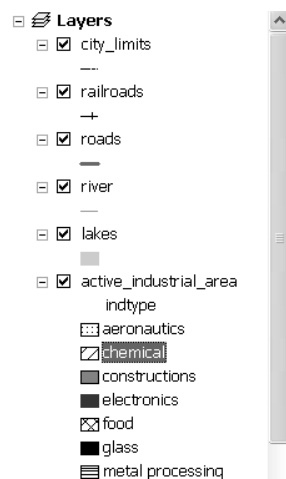 Layers
city_limits
railroads
roads
river
lakes
active_industrial_area
indtype
aeronautics
chemical
constructions
electronics
food
glass
metal processing